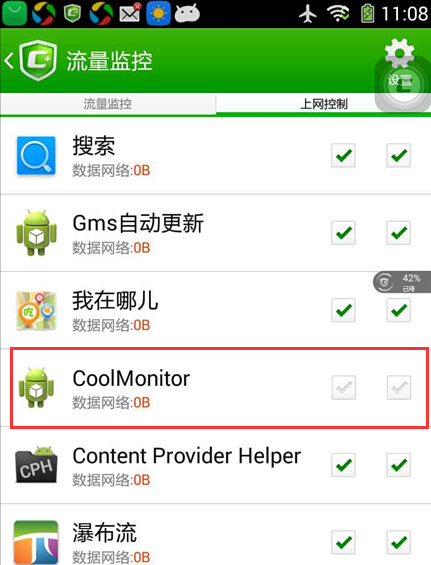 11:08
流量监控
设置
流量监控
上网控制
搜索
数据网络:0B
Gms自动更新
数据网络:0B
42%
已用
我在哪儿
数据网络:0B
吃
玩
CoolMonitor
数据网络:0B
Content Provider Helper
CPH
数据网络:0B
瀑布流
数据网络:0B